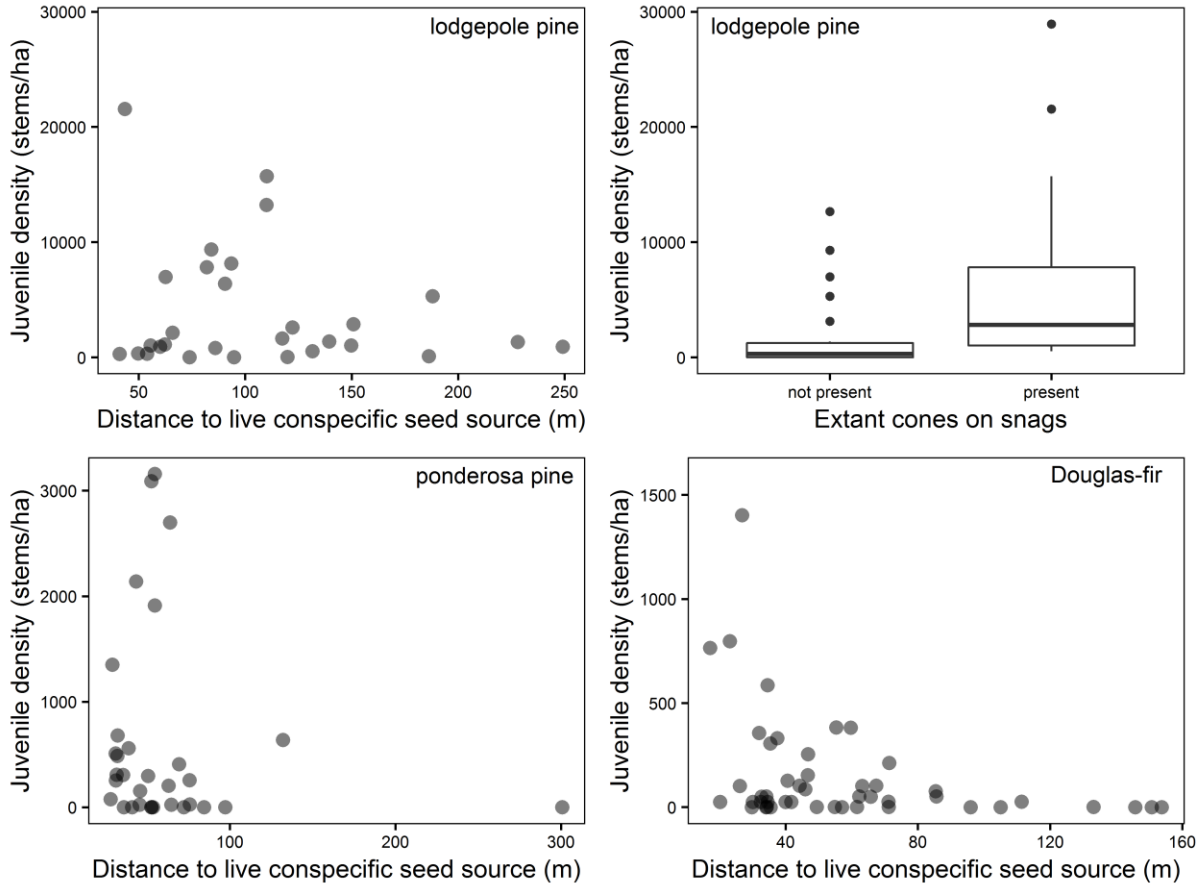 lodgepole pine
Juvenile density (stems/ha)
30000
20000
10000
0
50 100 150 200 250
Distance to live conspecific seed source (m)
lodgepole pine
Juvenile density (stems/ha)
30000
20000
10000
0
not present present
Extant cones on snags
ponderosa pine
Juvenile density (stems/ha)
3000
2000
1000
0
100 200 300
Distance to live conspecific seed source (m)
Douglas-fir
Juvenile density (stems/ha)
1500
1000
500
0
40 80 120 160
Distance to live conspecific seed source (m)